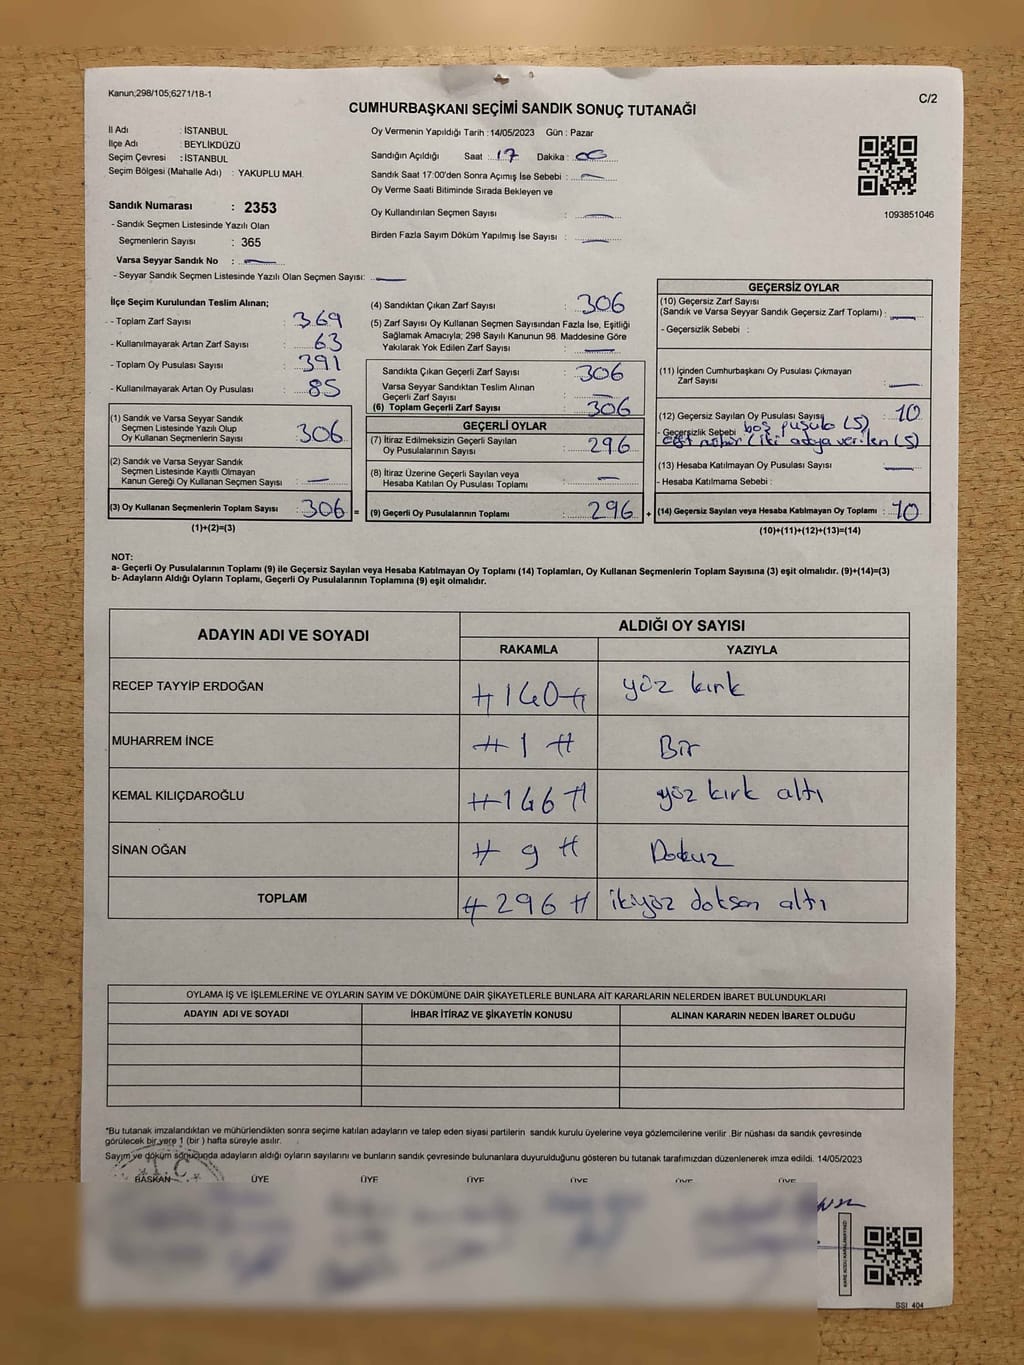 Kanun;298/105;6271/18-1
C/2
CUMHURBAŞKANI SEÇİMİ SANDIK SONUÇ TUTANAĞI
İl Adı : İSTANBUL
İlçe Adı : BEYLİKDÜZÜ
Seçim Çevresi : İSTANBUL
Seçim Bölgesi (Mahalle Adı) : YAKUPLU MAH.
Sandık Numarası : 2353
- Sandık Seçmen Listesinde Yazılı Olan
Seçmenlerin Sayısı : 365
Varsa Seyyar Sandık No : —
- Seyyar Sandık Seçmen Listesinde Yazılı Olan Seçmen Sayısı: —
Oy Vermenin Yapıldığı Tarih : 14/05/2023 Gün : Pazar
Sandığın Açıldığı Saat : 17 Dakika : 00
Sandık Saat 17:00'den Sonra Açımış İse Sebebi : —
Oy Verme Saati Bitiminde Sırada Bekleyen ve
Oy Kullandırılan Seçmen Sayısı : —
Birden Fazla Sayım Döküm Yapılmış İse Sayısı : —
1093851046
İlçe Seçim Kurulundan Teslim Alınan;
- Toplam Zarf Sayısı : 369
- Kullanılmayarak Artan Zarf Sayısı : 63
- Toplam Oy Pusulası Sayısı : 391
- Kullanılmayarak Artan Oy Pusulası : 85
(1) Sandık ve Varsa Seyyar Sandık
Seçmen Listesinde Yazılı Olup
Oy Kullanan Seçmenlerin Sayısı : 306
(2) Sandık ve Varsa Seyyar Sandık
Seçmen Listesinde Kayıtlı Olmayan
Kanun Gereği Oy Kullanan Seçmen Sayısı : —
(3) Oy Kullanan Seçmenlerin Toplam Sayısı : 306 =
(1)+(2)=(3)
(4) Sandıktan Çıkan Zarf Sayısı : 306
(5) Zarf Sayısı Oy Kullanan Seçmen Sayısından Fazla İse, Eşitliği
Sağlamak Amacıyla; 298 Sayılı Kanunun 98. Maddesine Göre
Yakılarak Yok Edilen Zarf Sayısı : —
Sandıkta Çıkan Geçerli Zarf Sayısı : 306
Varsa Seyyar Sandıktan Teslim Alınan
Geçerli Zarf Sayısı : —
(6) Toplam Geçerli Zarf Sayısı : 306
GEÇERLİ OYLAR
(7) İtiraz Edilmeksizin Geçerli Sayılan
Oy Pusulalarının Sayısı : 296
(8) İtiraz Üzerine Geçerli Sayılan veya
Hesaba Katılan Oy Pusulası Toplamı : —
(9) Geçerli Oy Pusulalarının Toplamı : 296 +
GEÇERSİZ OYLAR
(10) Geçersiz Zarf Sayısı
(Sandık ve Varsa Seyyar Sandık Geçersiz Zarf Toplamı) : —
- Geçersizlik Sebebi :
(11) İçinden Cumhurbaşkanı Oy Pusulası Çıkmayan
Zarf Sayısı : —
(12) Geçersiz Sayılan Oy Pusulası Sayısı : 10
- Geçersizlik Sebebi boş pusula (5)
(iki adya verilen (5)
(13) Hesaba Katılmayan Oy Pusulası Sayısı : —
- Hesaba Katılmama Sebebi :
(14) Geçersiz Sayılan veya Hesaba Katılmayan Oy Toplamı : 10
(10)+(11)+(12)+(13)=(14)
NOT:
a- Geçerli Oy Pusulalarının Toplamı (9) ile Geçersiz Sayılan veya Hesaba Katılmayan Oy Toplamı (14) Toplamları, Oy Kullanan Seçmenlerin Toplam Sayısına (3) eşit olmalıdır. (9)+(14)=(3)
b- Adayların Aldığı Oyların Toplamı, Geçerli Oy Pusulalarının Toplamına (9) eşit olmalıdır.
ADAYIN ADI VE SOYADI
ALDIĞI OY SAYISI
RAKAMLA YAZIYLA
RECEP TAYYİP ERDOĞAN #140# yüz kırk
MUHARREM İNCE #1# Bir
KEMAL KILIÇDAROĞLU #146# yüz kırk altı
SİNAN OĞAN #9# Dokuz
TOPLAM #296# ikiyüz doksan altı
OYLAMA İŞ VE İŞLEMLERİNE VE OYLARIN SAYIM VE DÖKÜMÜNE DAİR ŞİKAYETLERLE BUNLARA AİT KARARLARIN NELERDEN İBARET BULUNDUKLARI
ADAYIN ADI VE SOYADI İHBAR İTİRAZ VE ŞİKAYETİN KONUSU ALINAN KARARIN NEDEN İBARET OLDUĞU
*Bu tutanak imzalandıktan ve mühürlendikten sonra seçime katılan adayların ve talep eden siyasi partilerin sandık kurulu üyelerine veya gözlemcilerine verilir .Bir nüshası da sandık çevresinde
görülecek bir yere 1 (bir ) hafta süreyle asılır.
Sayım ve döküm sonucunda adayların aldığı oyların sayılarını ve bunların sandık çevresinde bulunanlara duyurulduğunu gösteren bu tutanak tarafımızdan düzenlenerek imza edildi. 14/05/2023
T.C
BAŞKAN ÜYE ÜYE ÜYE ÜYE ÜYE ÜYE
SSI_404